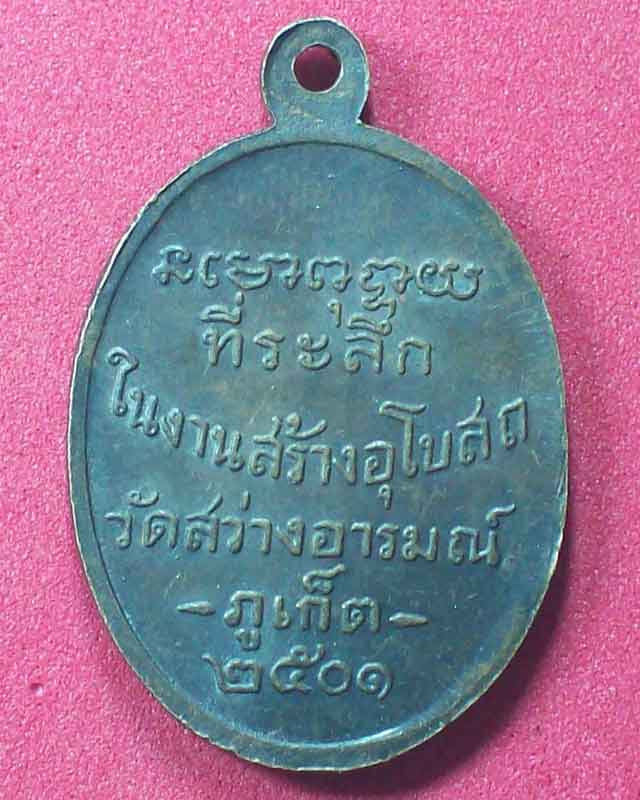 ที่ระลึก
ในงานสร้างอุโบสถ
วัดสว่างอารมณ์
-ภูเก็ต-
๒๕๐๑